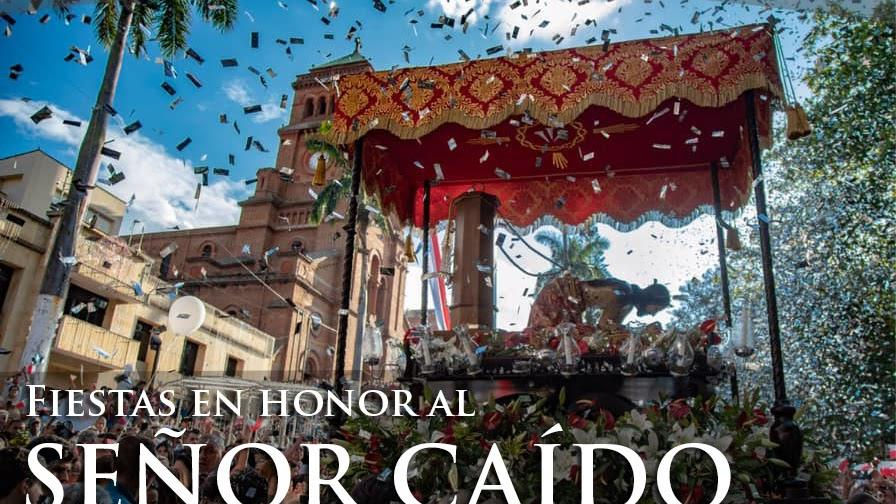 FIESTAS EN HONOR AL
SEÑOR CAÍDO